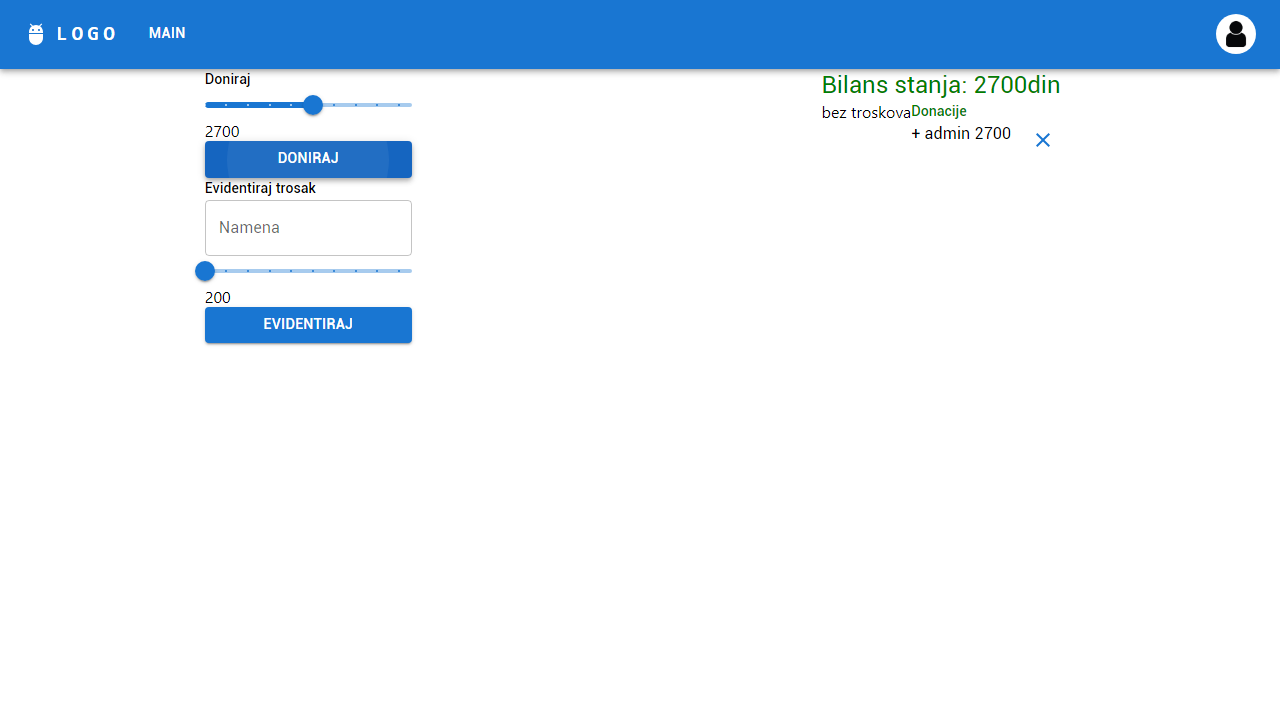 LOGO
MAIN
Doniraj
2700
DONIRAJ
Evidentiraj trosak
Namena
200
EVIDENTIRAJ
Bilans stanja: 2700din
bez troskova
Donacije
+ admin 2700